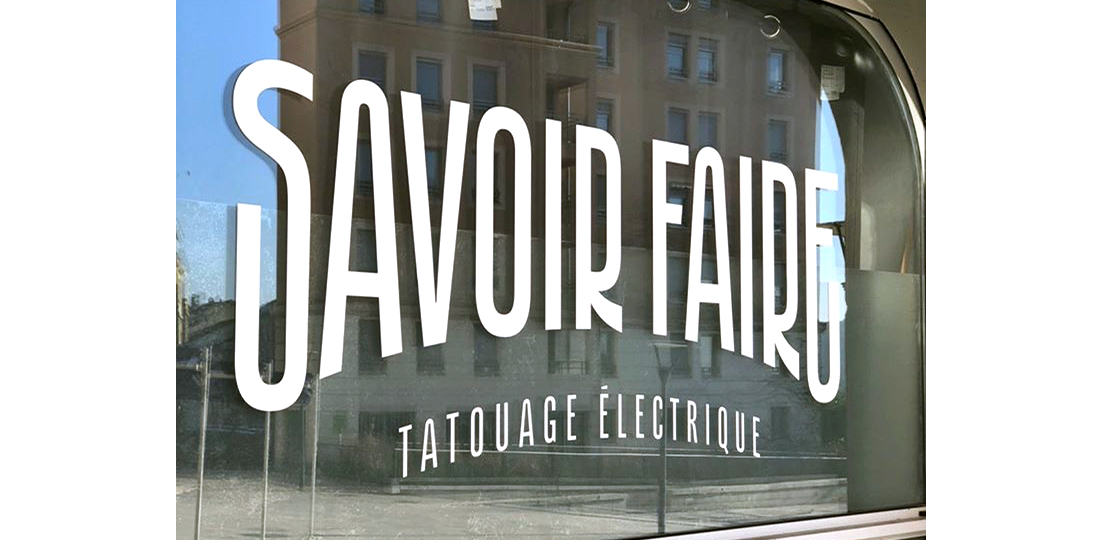 SAVOIR FAIRE
TATOUAGE ÉLECTRIQUE